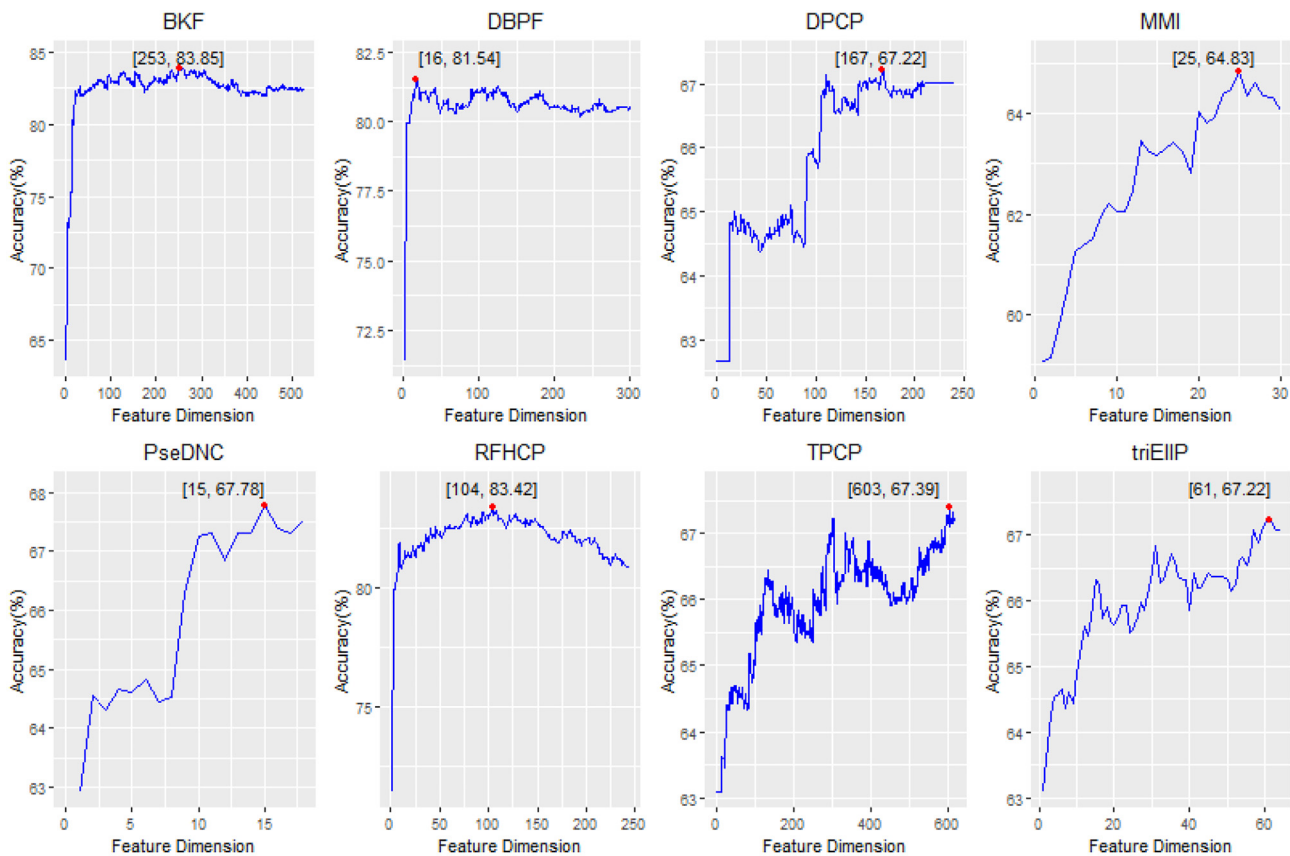 BKF
[253, 83.85]
85
80
75
70
65
Accuracy(%)
0 100 200 300 400 500
Feature Dimension
DBPF
[16, 81.54]
82.5
80.0
77.5
75.0
72.5
Accuracy(%)
0 100 200 300
Feature Dimension
DPCP
[167, 67.22]
67
66
65
64
63
Accuracy(%)
0 50 100 150 200 250
Feature Dimension
MMI
[25, 64.83]
64
62
60
Accuracy(%)
0 10 20 30
Feature Dimension
PseDNC
[15, 67.78]
68
67
66
65
64
63
Accuracy(%)
0 5 10 15
Feature Dimension
RFHCP
[104, 83.42]
80
75
Accuracy(%)
0 50 100 150 200 250
Feature Dimension
TPCP
[603, 67.39]
67
66
65
64
63
Accuracy(%)
0 200 400 600
Feature Dimension
triEIIP
[61, 67.22]
67
66
65
64
63
Accuracy(%)
0 20 40 60
Feature Dimension